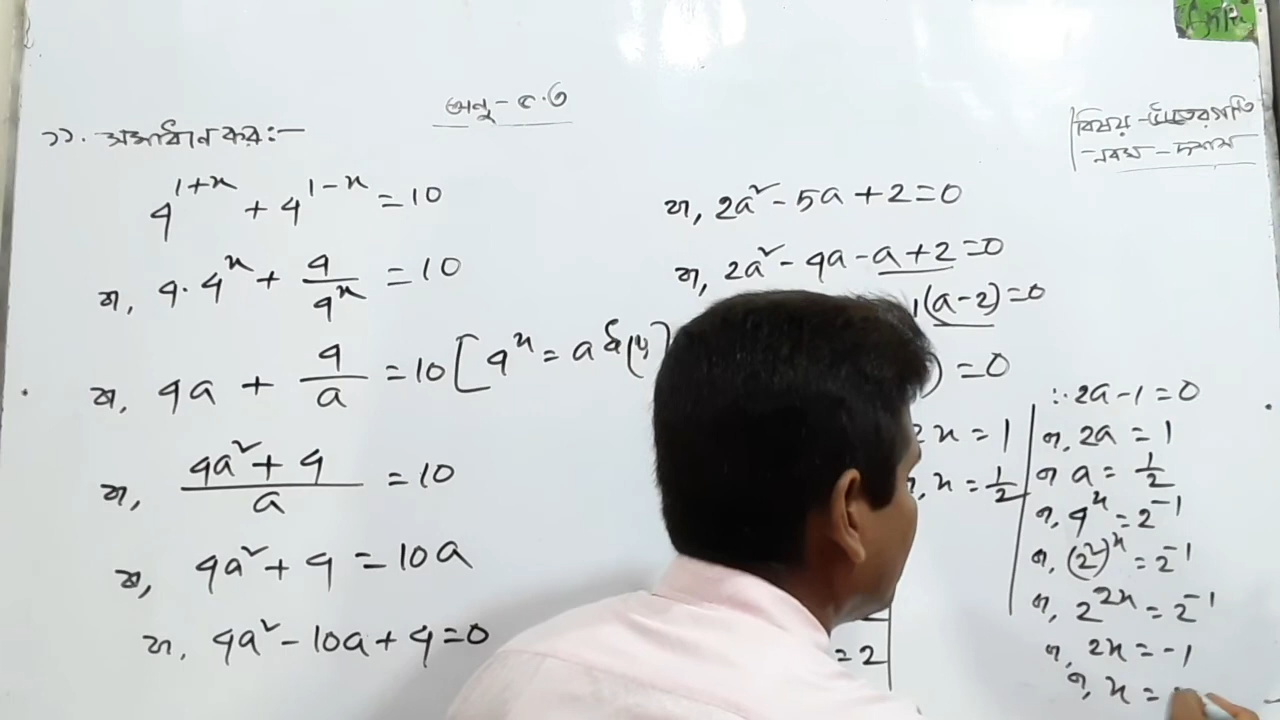 অনু - ৫.৩
বিষয় - উচ্চতর গণিত
নবম - দশম
১১. সমাধান কর :-
4^{1+x} + 4^{1-x} = 10
বা, 4·4^x + 4/4^x = 10
বা, 4a + 4/a = 10 [4^x = a ধরি]
বা, (4a² + 4)/a = 10
বা, 4a² + 4 = 10a
বা, 4a² - 10a + 4 = 0
বা, 2a² - 5a + 2 = 0
বা, 2a² - 4a - a + 2 = 0
1(a-2) = 0
) = 0
2x = 1
বা, x = 1/2
= 2
∴ 2a - 1 = 0
বা, 2a = 1
বা a = 1/2
বা, 4^x = 2^{-1}
বা, (2²)^x = 2^{-1}
বা, 2^{2x} = 2^{-1}
বা, 2x = -1
বা, x =